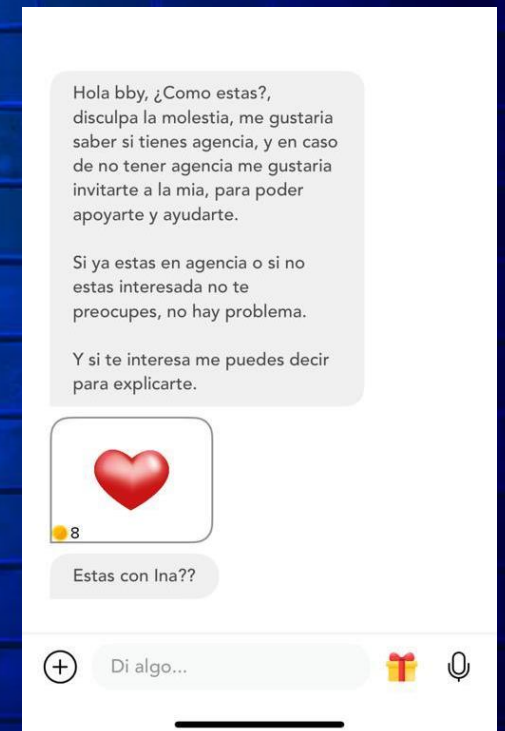 Hola bby, ¿Como estas?,
disculpa la molestia, me gustaria
saber si tienes agencia, y en caso
de no tener agencia me gustaria
invitarte a la mia, para poder
apoyarte y ayudarte.
Si ya estas en agencia o si no
estas interesada no te
preocupes, no hay problema.
Y si te interesa me puedes decir
para explicarte.
8
Estas con Ina??
Di algo...